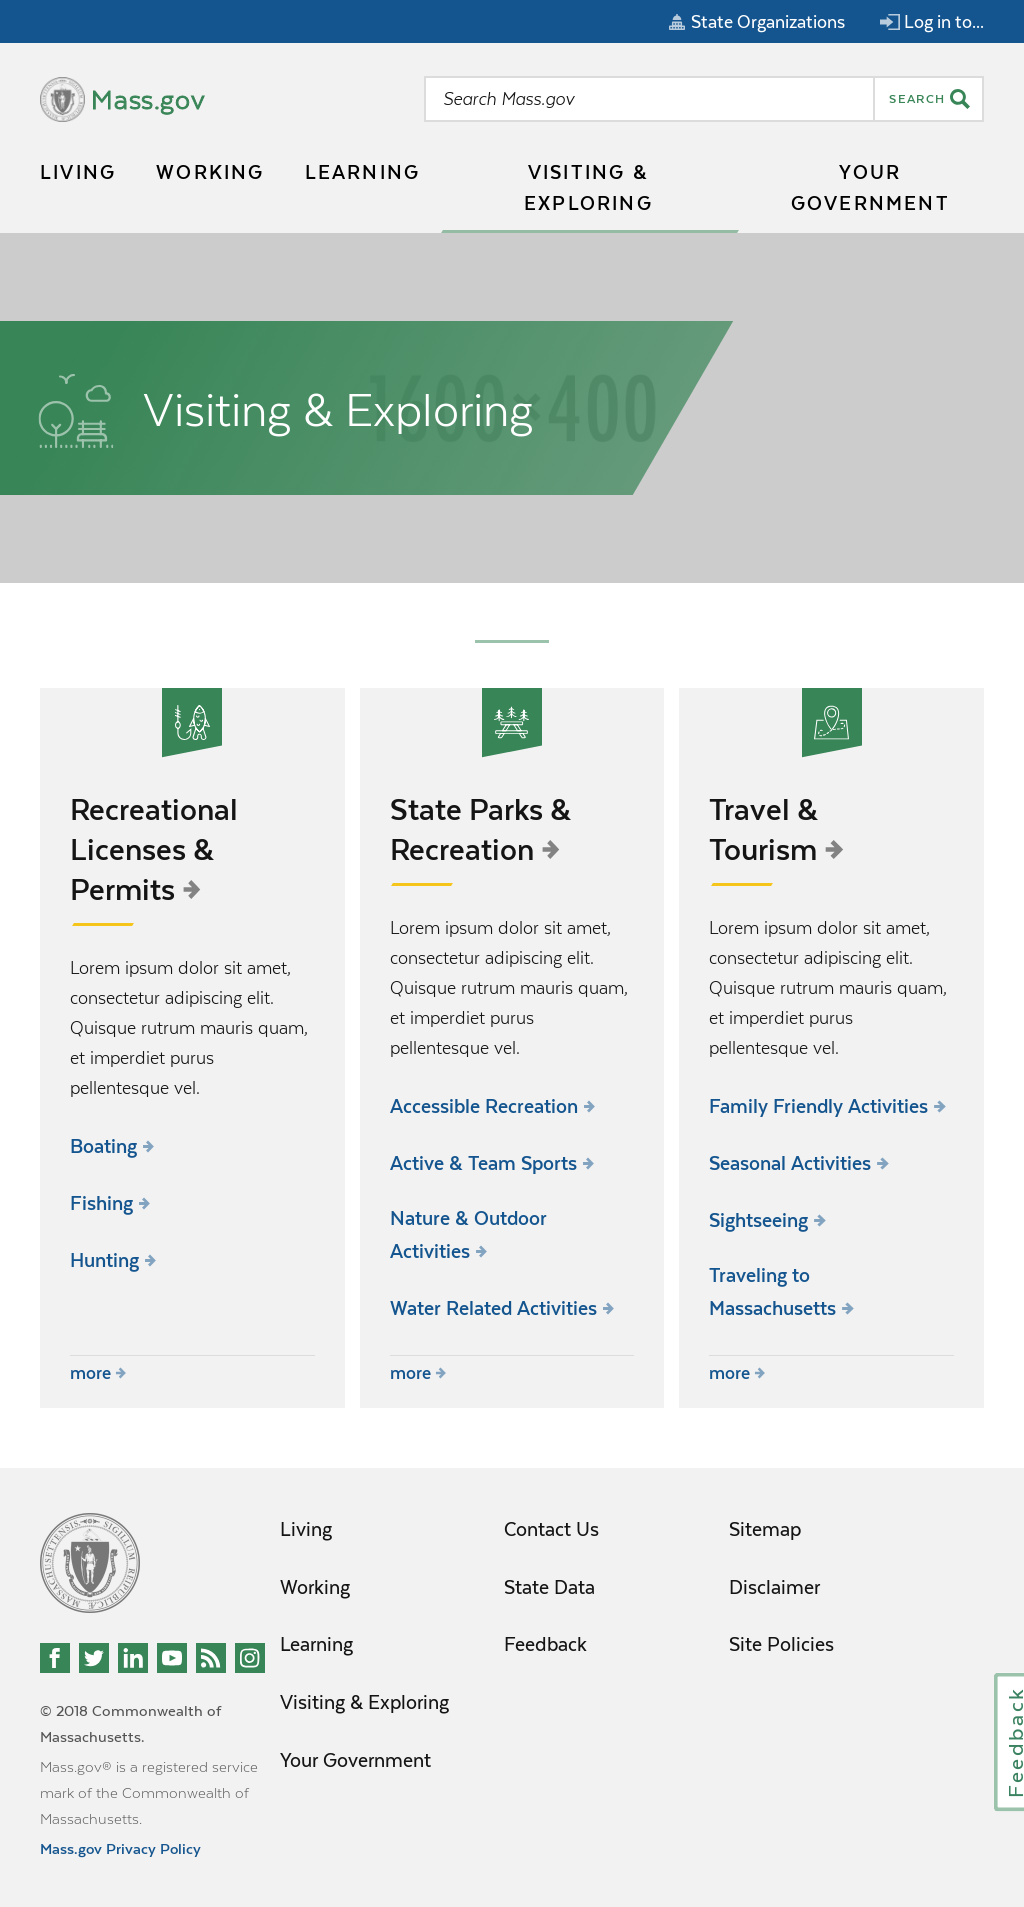 State Organizations
Log in to...
Mass.gov
Search Mass.gov
SEARCH
LIVING
WORKING
LEARNING
VISITING &
EXPLORING
YOUR
GOVERNMENT
1600×400
Visiting & Exploring
Recreational
Licenses &
Permits
Lorem ipsum dolor sit amet,
consectetur adipiscing elit.
Quisque rutrum mauris quam,
et imperdiet purus
pellentesque vel.
Boating
Fishing
Hunting
more
State Parks &
Recreation
Lorem ipsum dolor sit amet,
consectetur adipiscing elit.
Quisque rutrum mauris quam,
et imperdiet purus
pellentesque vel.
Accessible Recreation
Active & Team Sports
Nature & Outdoor
Activities
Water Related Activities
more
Travel &
Tourism
Lorem ipsum dolor sit amet,
consectetur adipiscing elit.
Quisque rutrum mauris quam,
et imperdiet purus
pellentesque vel.
Family Friendly Activities
Seasonal Activities
Sightseeing
Traveling to
Massachusetts
more
© 2018 Commonwealth of
Massachusetts.
Mass.gov® is a registered service
mark of the Commonwealth of
Massachusetts.
Mass.gov Privacy Policy
Living
Working
Learning
Visiting & Exploring
Your Government
Contact Us
State Data
Feedback
Sitemap
Disclaimer
Site Policies
Feedback